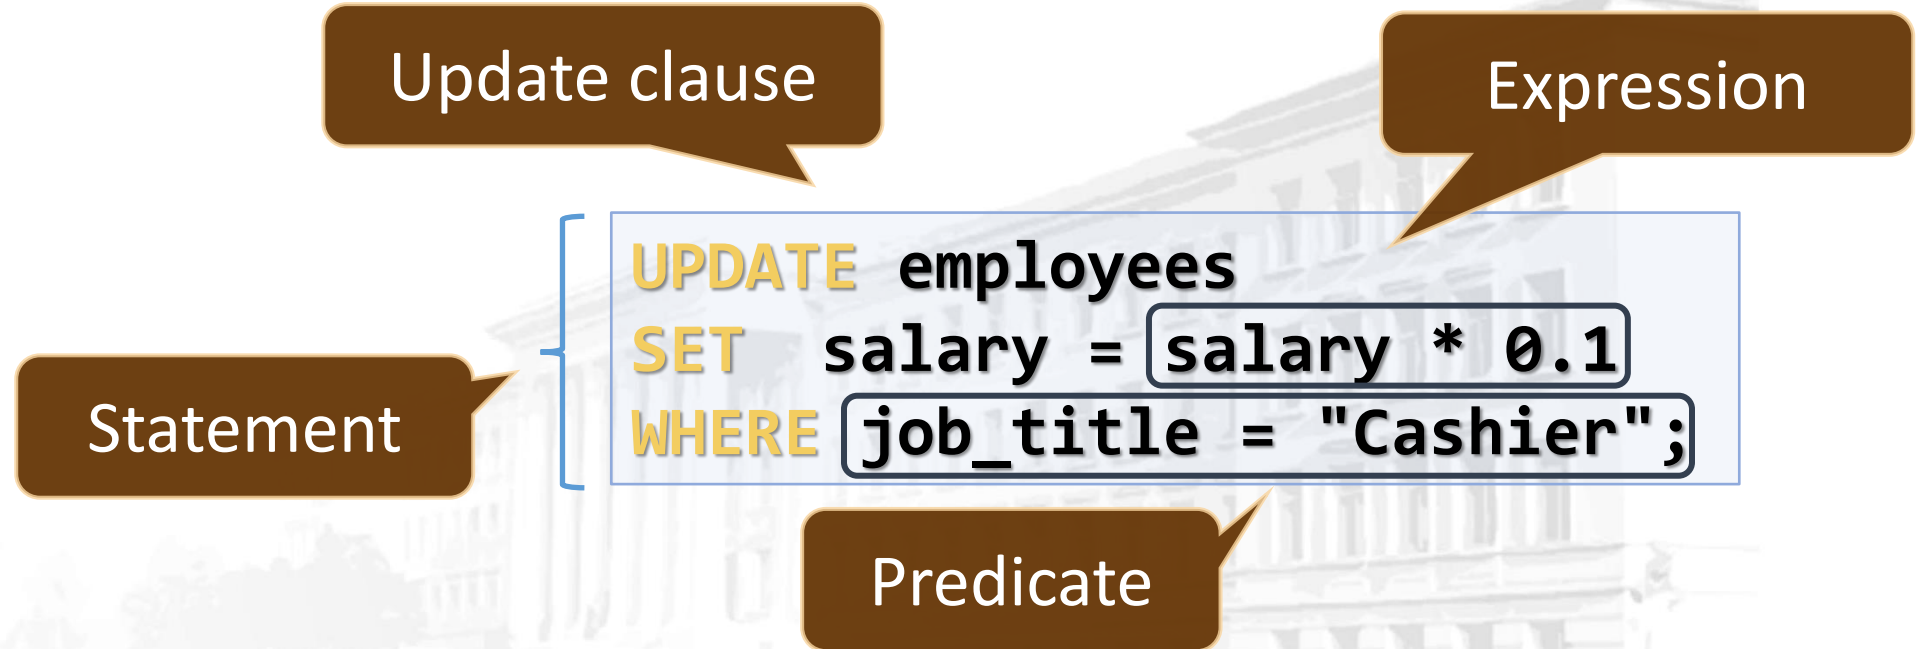 Update clause
Expression
UPDATE employees
SET salary = salary * 0.1
WHERE job_title = "Cashier";
Statement
Predicate